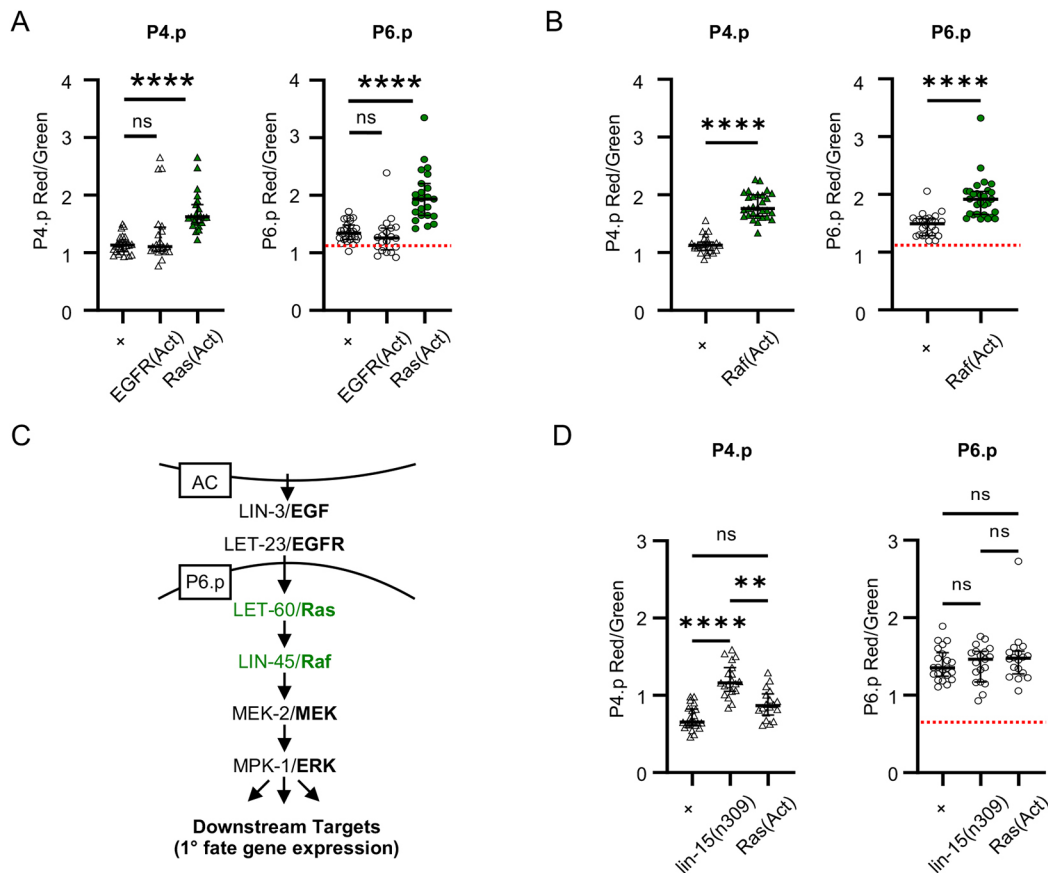 A
P4.p
P6.p
P4.p Red/Green
4
3
2
1
0
****
ns
+
EGFR(Act)
Ras(Act)
P6.p Red/Green
4
3
2
1
0
****
ns
+
EGFR(Act)
Ras(Act)
B
P4.p
P6.p
P4.p Red/Green
4
3
2
1
0
****
+
Raf(Act)
P6.p Red/Green
4
3
2
1
0
****
+
Raf(Act)
C
AC
LIN-3/EGF
LET-23/EGFR
P6.p
LET-60/Ras
LIN-45/Raf
MEK-2/MEK
MPK-1/ERK
Downstream Targets
(1° fate gene expression)
D
P4.p
P6.p
P4.p Red/Green
3
2
1
0
ns
**
****
+
lin-15(n309)
Ras(Act)
P6.p Red/Green
3
2
1
0
ns
ns
ns
+
lin-15(n309)
Ras(Act)